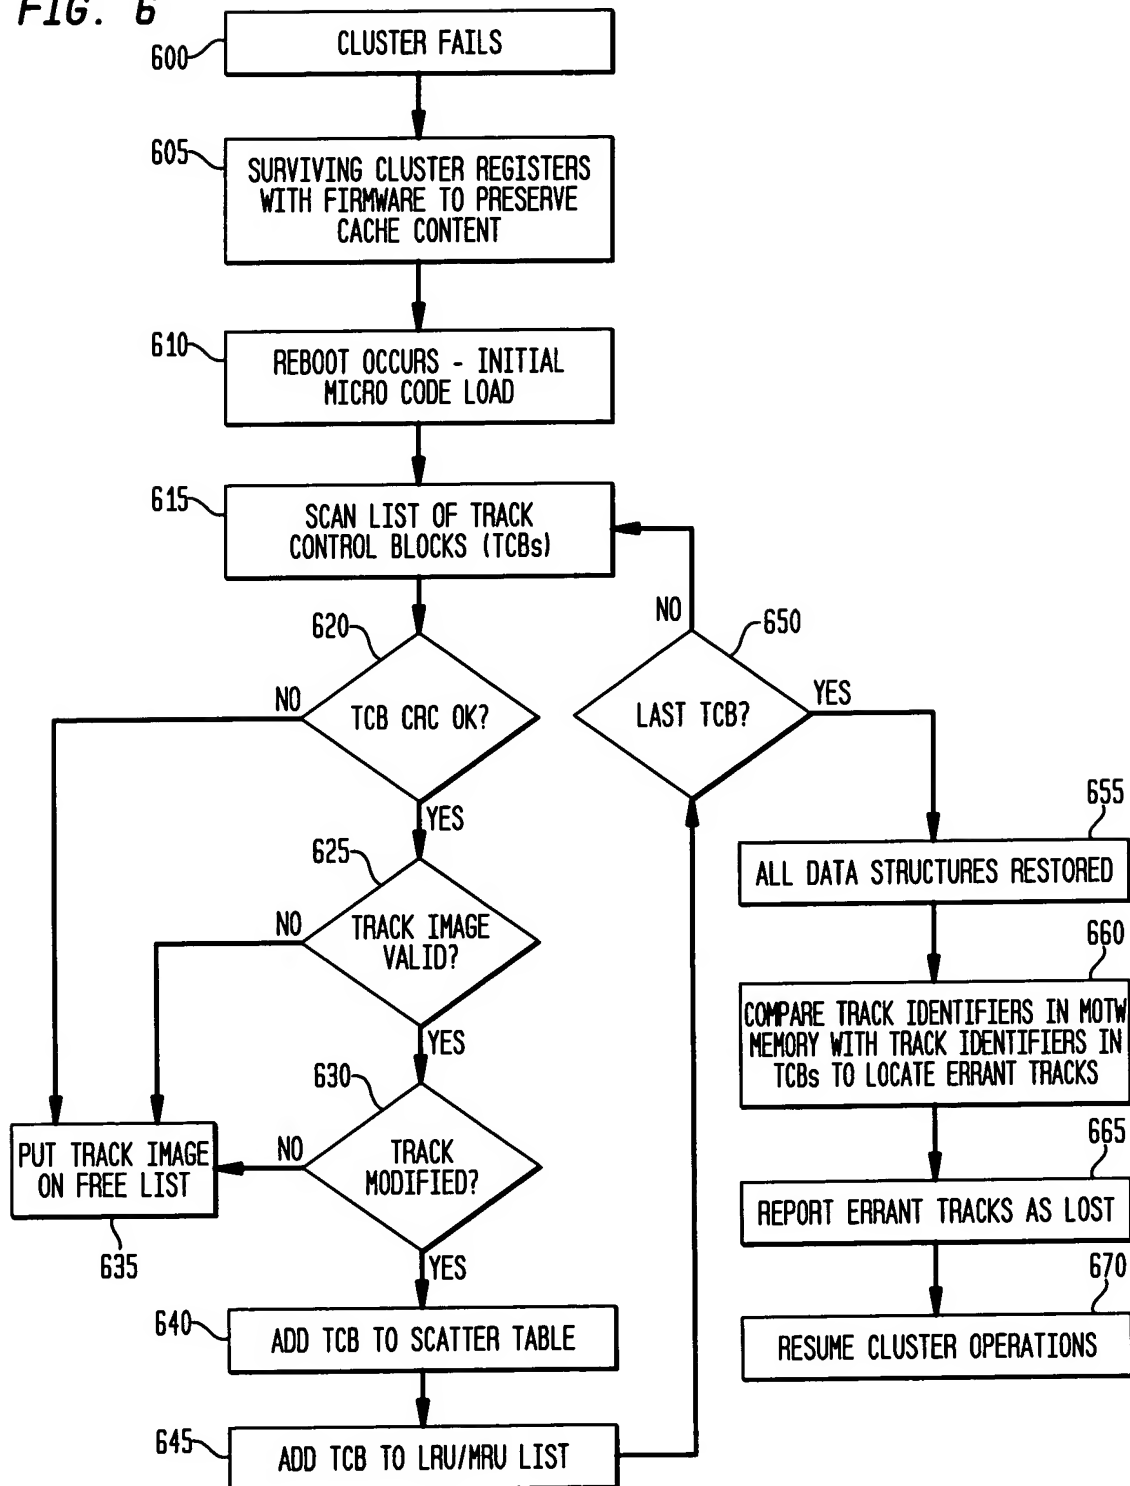 FIG. 6
600
CLUSTER FAILS
605
SURVIVING CLUSTER REGISTERS
WITH FIRMWARE TO PRESERVE
CACHE CONTENT
610
REBOOT OCCURS - INITIAL
MICRO CODE LOAD
615
SCAN LIST OF TRACK
CONTROL BLOCKS (TCBs)
620
NO
TCB CRC OK?
YES
625
NO
TRACK IMAGE
VALID?
YES
630
NO
TRACK
MODIFIED?
YES
PUT TRACK IMAGE
ON FREE LIST
635
640
ADD TCB TO SCATTER TABLE
645
ADD TCB TO LRU/MRU LIST
NO
650
LAST TCB?
YES
655
ALL DATA STRUCTURES RESTORED
660
COMPARE TRACK IDENTIFIERS IN MOTW
MEMORY WITH TRACK IDENTIFIERS IN
TCBs TO LOCATE ERRANT TRACKS
665
REPORT ERRANT TRACKS AS LOST
670
RESUME CLUSTER OPERATIONS